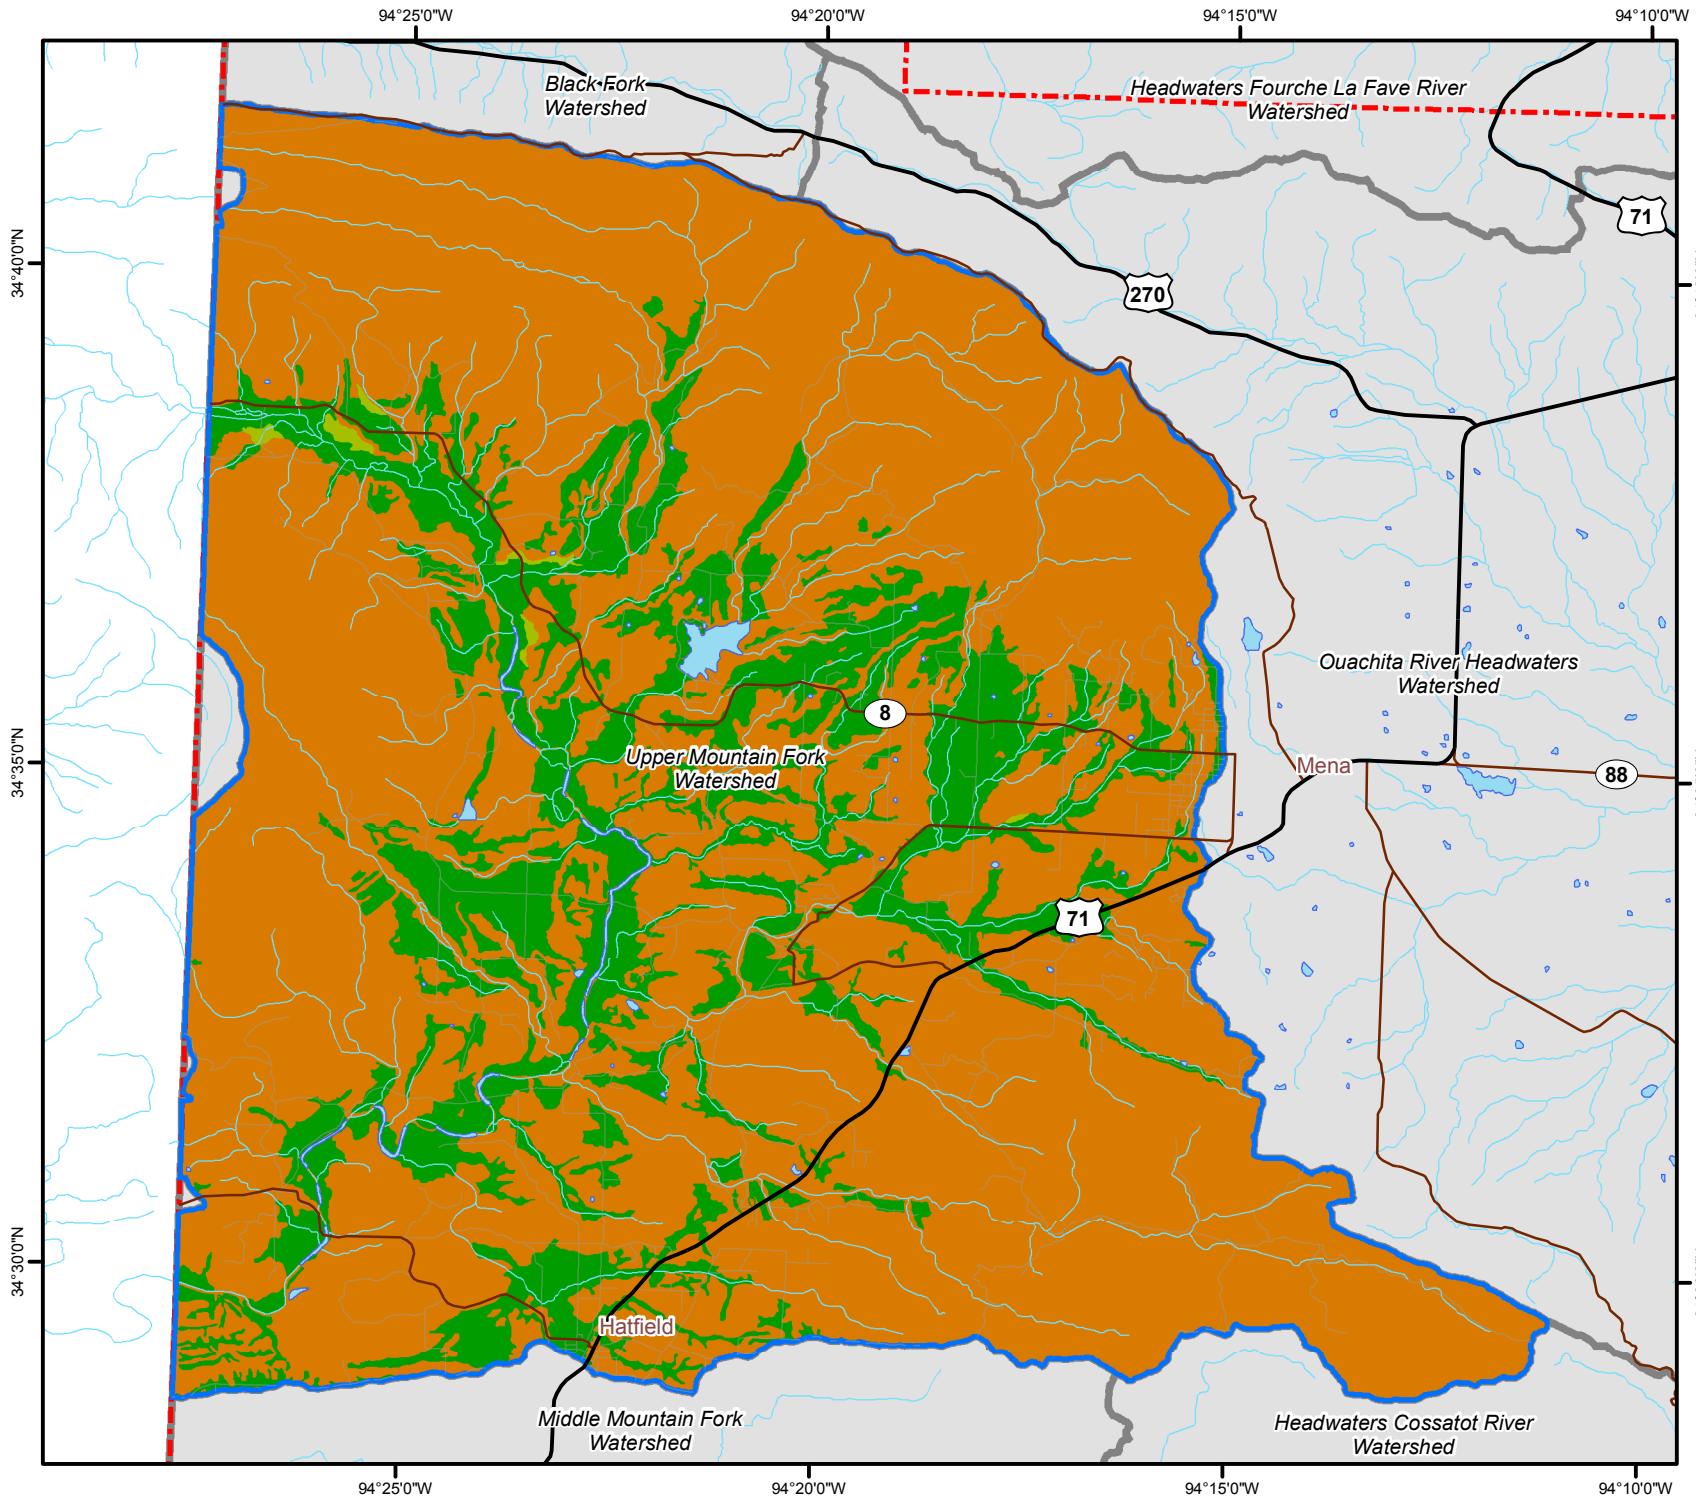 94°25'0"W
94°20'0"W
94°15'0"W
94°10'0"W
Black Fork
Watershed
Headwaters Fourche La Fave River
Watershed
71
34°40'0"N
270
Ouachita River Headwaters
Watershed
8
Upper Mountain Fork
Watershed
34°35'0"N
Mena
88
71
34°30'0"N
Hatfield
Middle Mountain Fork
Watershed
Headwaters Cossatot River
Watershed
94°25'0"W
94°20'0"W
94°15'0"W
94°10'0"W